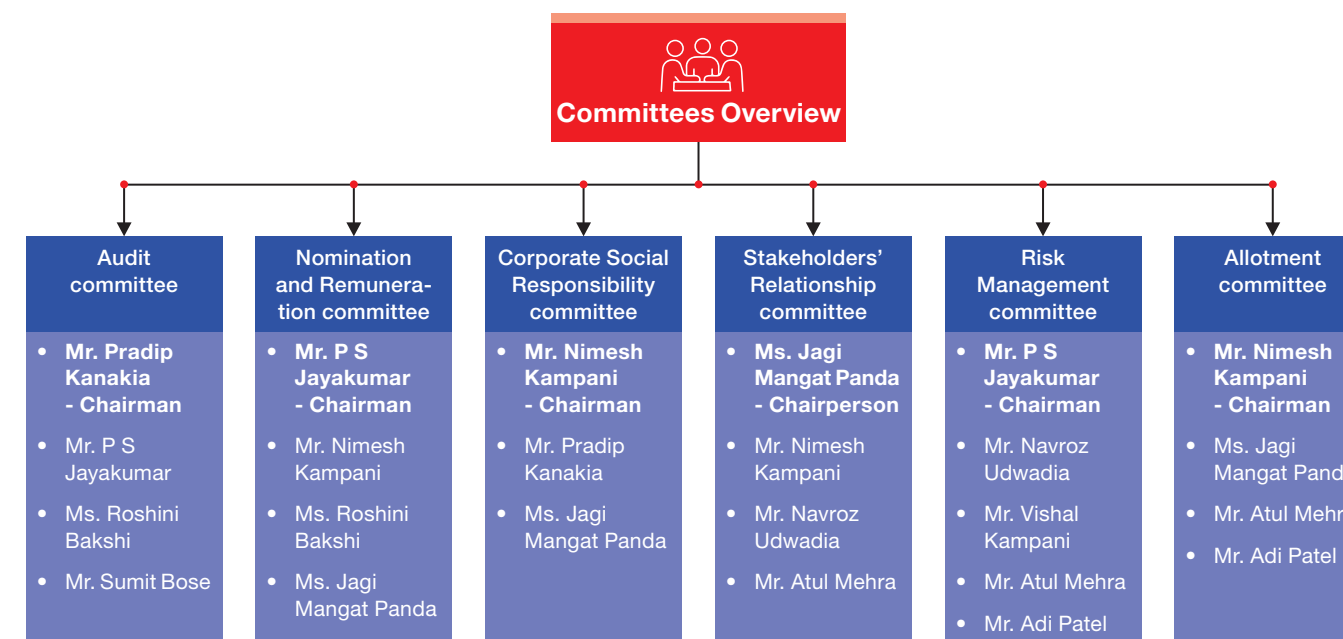 Committees Overview
Audit
committee
• Mr. Pradip
Kanakia
- Chairman
• Mr. P S
Jayakumar
• Ms. Roshini
Bakshi
• Mr. Sumit Bose
Nomination
and Remunera-
tion committee
• Mr. P S
Jayakumar
- Chairman
• Mr. Nimesh
Kampani
• Ms. Roshini
Bakshi
• Ms. Jagi
Mangat Panda
Corporate Social
Responsibility
committee
• Mr. Nimesh
Kampani
- Chairman
• Mr. Pradip
Kanakia
• Ms. Jagi
Mangat Panda
Stakeholders’
Relationship
committee
• Ms. Jagi
Mangat Panda
- Chairperson
• Mr. Nimesh
Kampani
• Mr. Navroz
Udwadia
• Mr. Atul Mehra
Risk
Management
committee
• Mr. P S
Jayakumar
- Chairman
• Mr. Navroz
Udwadia
• Mr. Vishal
Kampani
• Mr. Atul Mehra
• Mr. Adi Patel
Allotment
committee
• Mr. Nimesh
Kampani
- Chairman
• Ms. Jagi
Mangat
• Mr. Atul
• Mr. Adi Patel